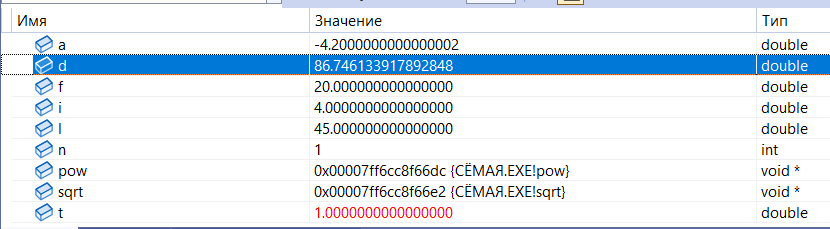 Имя Значение Тип
a -4.2000000000000002 double
d 86.746133917892848 double
f 20.000000000000000 double
i 4.0000000000000000 double
l 45.000000000000000 double
n 1 int
pow 0x00007ff6cc8f66dc {СЁМАЯ.EXE!pow} void *
sqrt 0x00007ff6cc8f66e2 {СЁМАЯ.EXE!sqrt} void *
t 1.0000000000000000 double